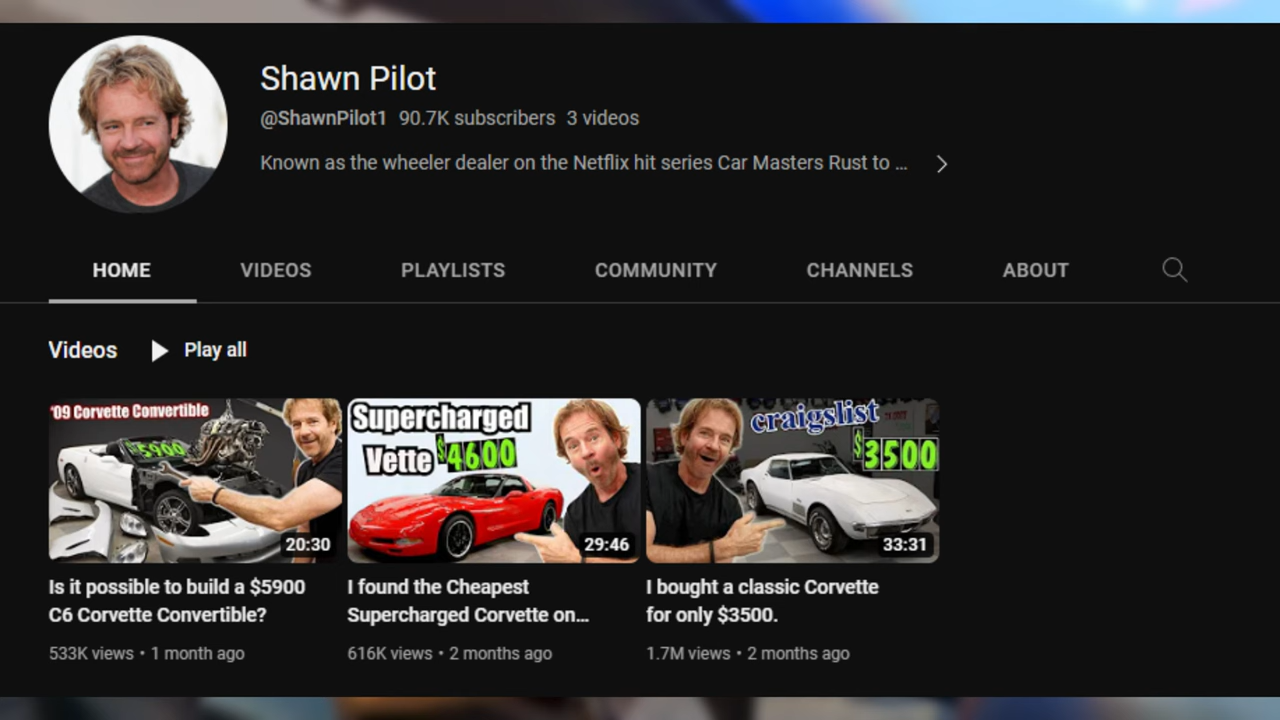 Shawn Pilot
@ShawnPilot1 90.7K subscribers 3 videos
Known as the wheeler dealer on the Netflix hit series Car Masters Rust to ...
HOME VIDEOS PLAYLISTS COMMUNITY CHANNELS ABOUT
Videos Play all
'09 Corvette Convertible
$5900
20:30
Supercharged
Vette $4600
29:46
craigslist
$3500
33:31
Is it possible to build a $5900
C6 Corvette Convertible?
533K views • 1 month ago
I found the Cheapest
Supercharged Corvette on...
616K views • 2 months ago
I bought a classic Corvette
for only $3500.
1.7M views • 2 months ago